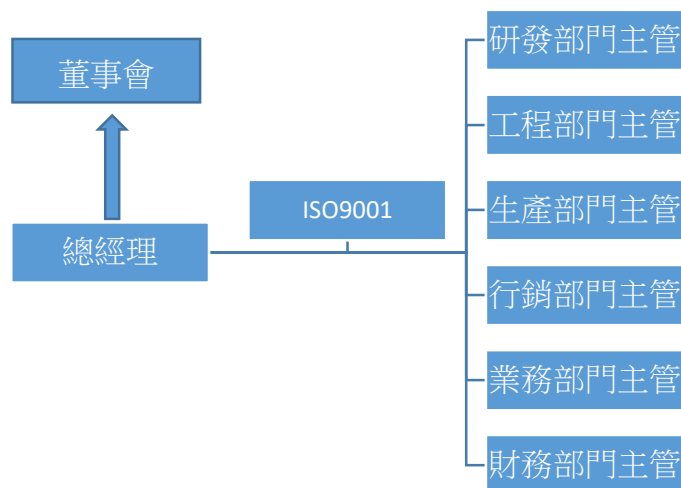 董事會
總經理
ISO9001
研發部門主管
工程部門主管
生產部門主管
行銷部門主管
業務部門主管
財務部門主管